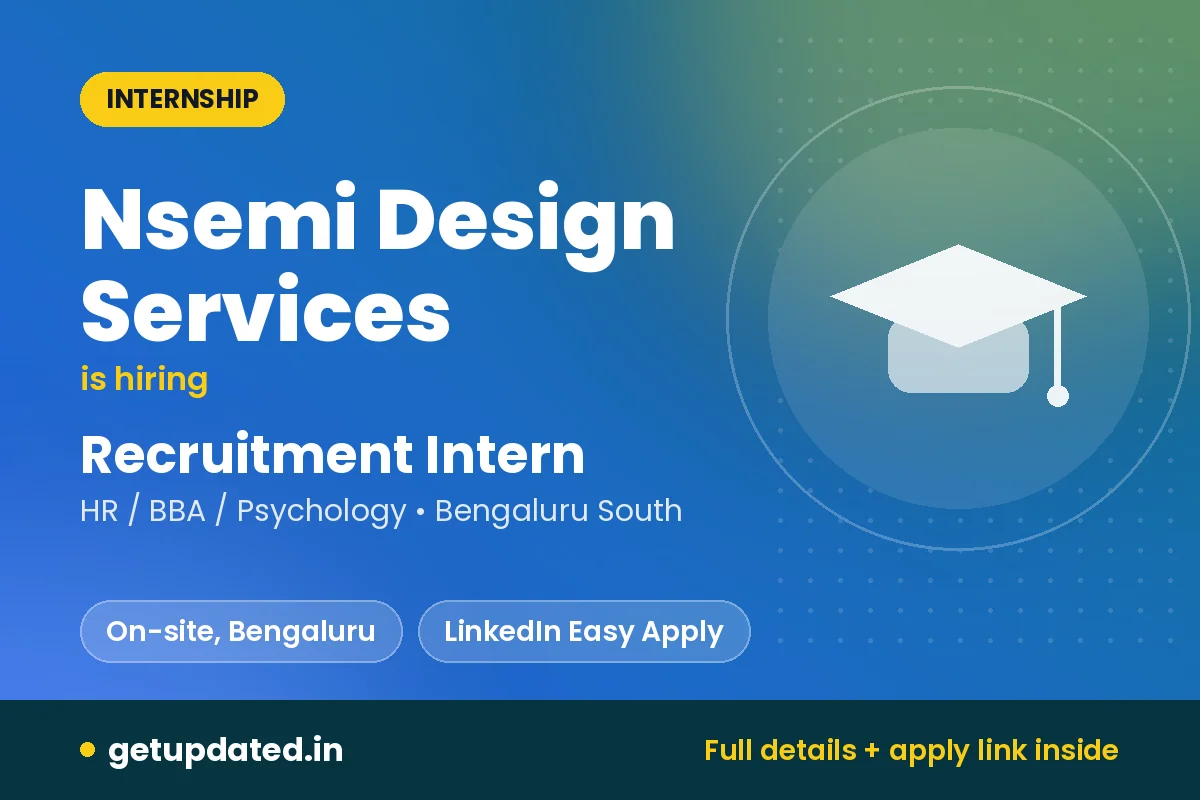 INTERNSHIP
Nsemi Design
Services
is hiring
Recruitment Intern
HR / BBA / Psychology • Bengaluru South
On-site, Bengaluru
LinkedIn Easy Apply
getupdated.in
Full details + apply link inside